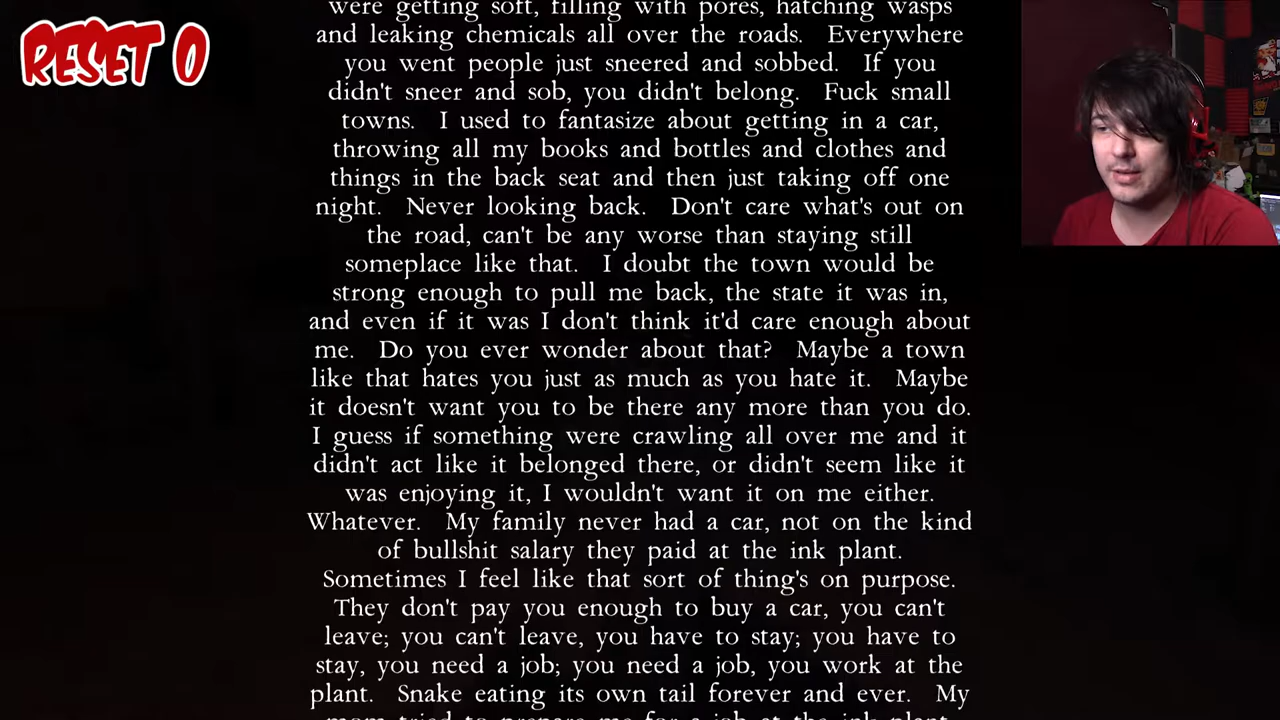 RESET 0
were getting soft, filling with pores, hatching wasps
and leaking chemicals all over the roads.  Everywhere
you went people just sneered and sobbed.  If you
didn't sneer and sob, you didn't belong.  Fuck small
towns.  I used to fantasize about getting in a car,
throwing all my books and bottles and clothes and
things in the back seat and then just taking off one
night.  Never looking back.  Don't care what's out on
the road, can't be any worse than staying still
someplace like that.  I doubt the town would be
strong enough to pull me back, the state it was in,
and even if it was I don't think it'd care enough about
me.  Do you ever wonder about that?  Maybe a town
like that hates you just as much as you hate it.  Maybe
it doesn't want you to be there any more than you do.
I guess if something were crawling all over me and it
didn't act like it belonged there, or didn't seem like it
was enjoying it, I wouldn't want it on me either.
Whatever.  My family never had a car, not on the kind
of bullshit salary they paid at the ink plant.
Sometimes I feel like that sort of thing's on purpose.
They don't pay you enough to buy a car, you can't
leave; you can't leave, you have to stay; you have to
stay, you need a job; you need a job, you work at the
plant.  Snake eating its own tail forever and ever.  My
mom tried to prepare me for a job at the ink plant